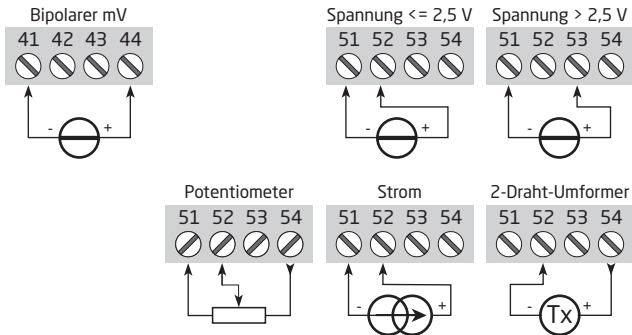 Bipolarer mV
41 42 43 44
- +
Spannung <= 2,5 V
51 52 53 54
- +
Spannung > 2,5 V
51 52 53 54
- +
Potentiometer
51 52 53 54
Strom
51 52 53 54
- +
2-Draht-Umformer
51 52 53 54
- Tx +